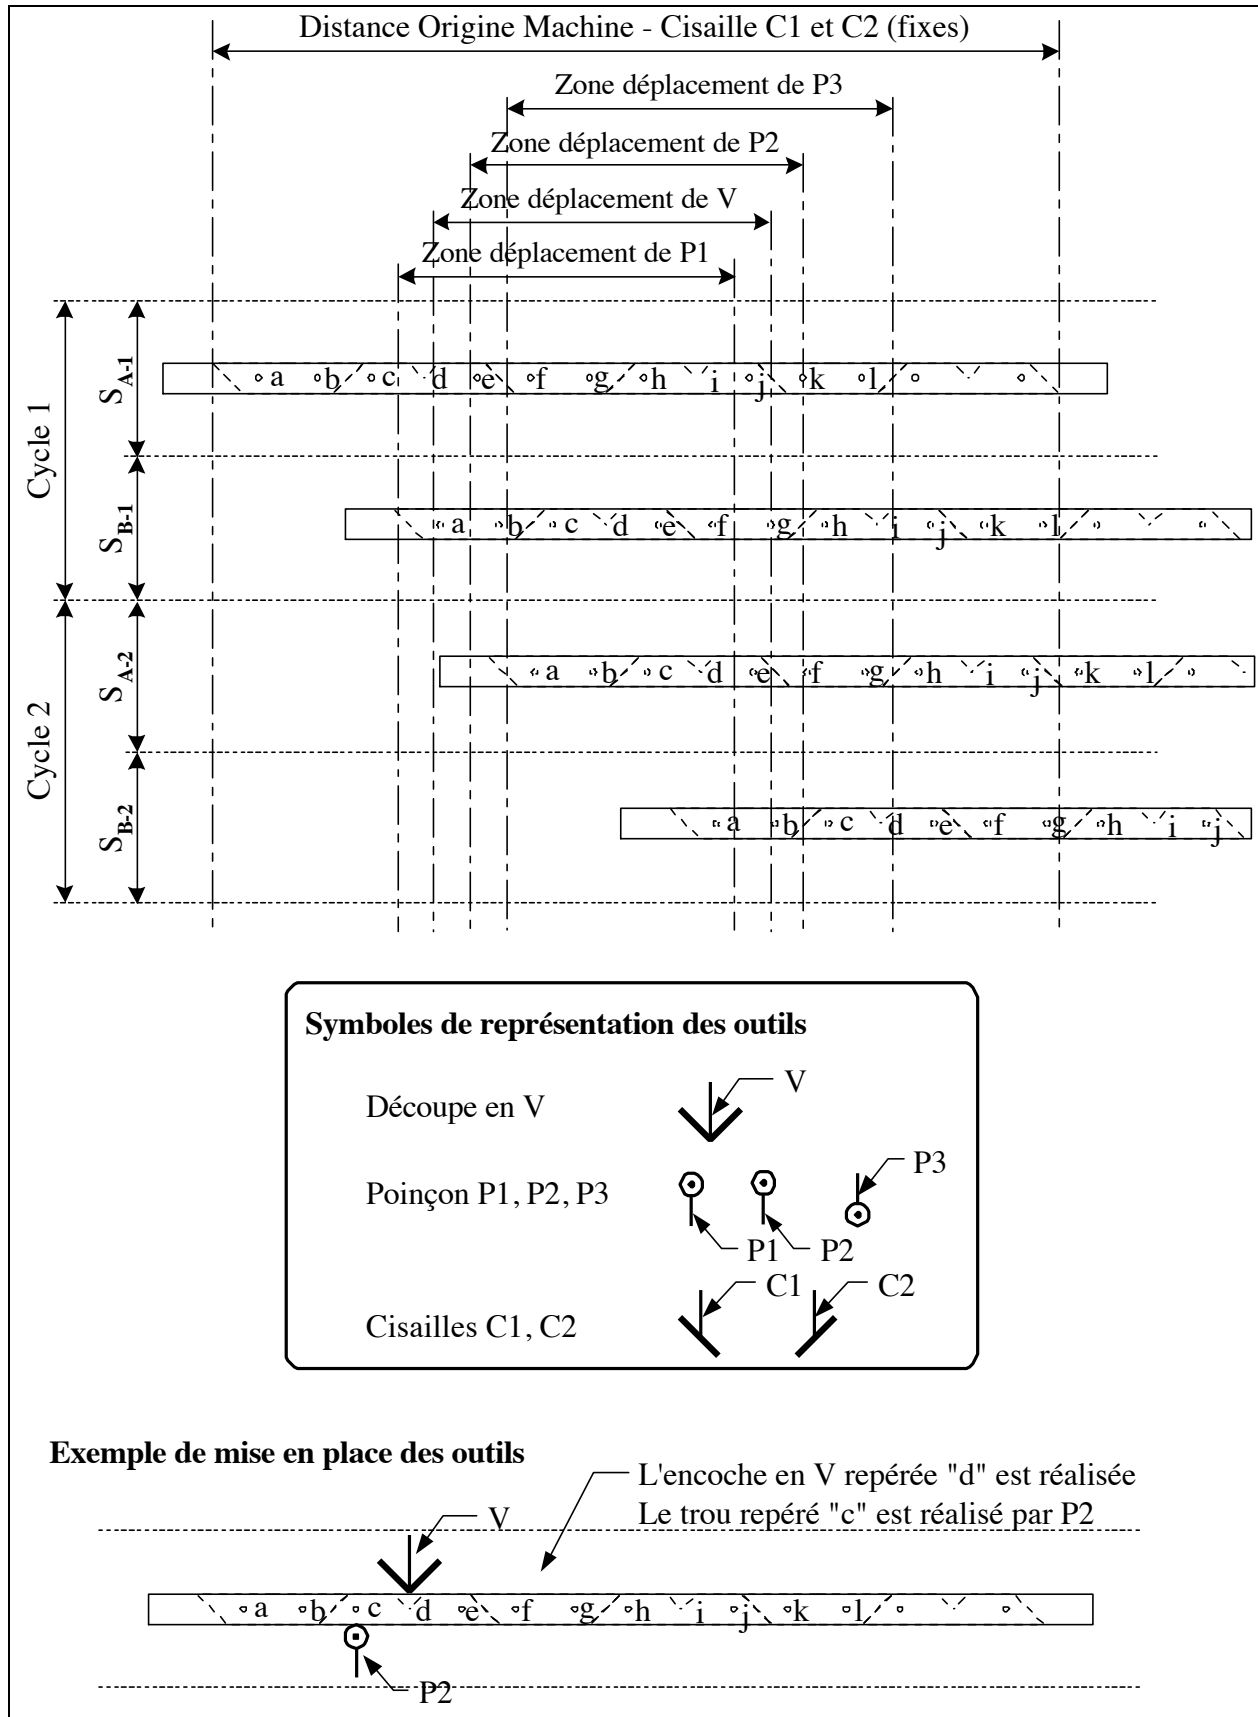 Distance Origine Machine - Cisaille C1 et C2 (fixes)
Zone déplacement de P3
Zone déplacement de P2
Zone déplacement de V
Zone déplacement de P1
Cycle 1
SA-1
a b c d e f g h i j k l
SB-1
a b c d e f g h i j k l
Cycle 2
SA-2
a b c d e f g h i j k l
SB-2
a b c d e f g h i j
Symboles de représentation des outils
Découpe en V
V
Poinçon P1, P2, P3
P3
P1
P2
Cisailles C1, C2
C1
C2
Exemple de mise en place des outils
L'encoche en V repérée "d" est réalisée
Le trou repéré "c" est réalisé par P2
V
a b c d e f g h i j k l
P2